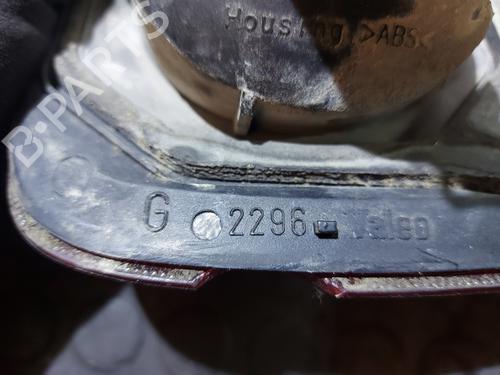 Housing >ABS<
G 2296 Valeo
B-PARTS